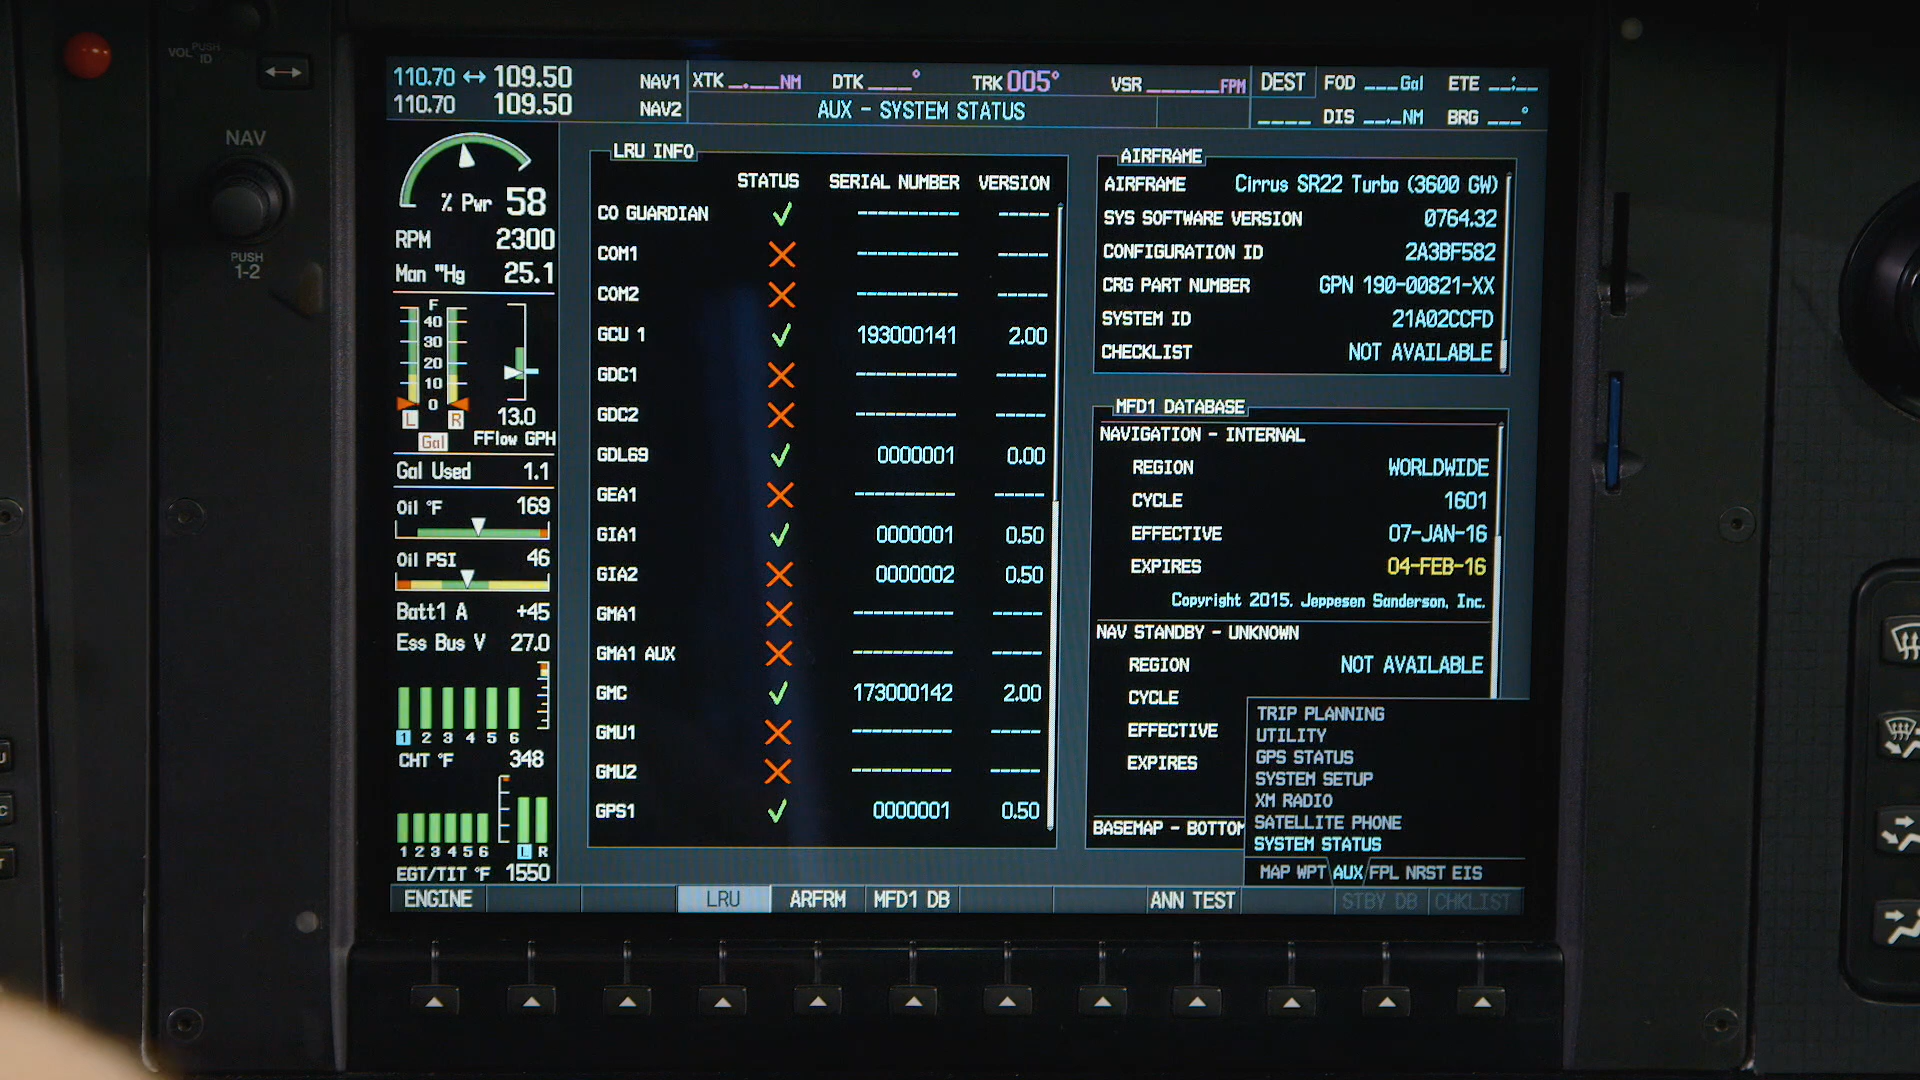 VOL PUSH ID
NAV
PUSH
1-2
110.70 ↔ 109.50 NAV1
110.70 109.50 NAV2
XTK __.__NM DTK ___° TRK 005° VSR _____FPM DEST FOD ___Gal ETE __:__
AUX - SYSTEM STATUS
____ DIS __._NM BRG ___°
% Pwr 58
RPM 2300
Man "Hg 25.1
F
40
30
20
10
0
L R
Gal
13.0
FFlow GPH
Gal Used 1.1
Oil °F 169
Oil PSI 46
Batt1 A +45
Ess Bus V 27.0
1 2 3 4 5 6
CHT °F 348
1 2 3 4 5 6 L R
EGT/TIT °F 1550
LRU INFO
STATUS SERIAL NUMBER VERSION
CO GUARDIAN ✓ ---------- -----
COM1 X ---------- -----
COM2 X ---------- -----
GCU 1 ✓ 193000141 2.00
GDC1 X ---------- -----
GDC2 X ---------- -----
GDL69 ✓ 0000001 0.00
GEA1 X ---------- -----
GIA1 ✓ 0000001 0.50
GIA2 X 0000002 0.50
GMA1 X ---------- -----
GMA1 AUX X ---------- -----
GMC ✓ 173000142 2.00
GMU1 X ---------- -----
GMU2 X ---------- -----
GPS1 ✓ 0000001 0.50
AIRFRAME
AIRFRAME Cirrus SR22 Turbo (3600 GW)
SYS SOFTWARE VERSION 0764.32
CONFIGURATION ID 2A3BF582
CRG PART NUMBER GPN 190-00821-XX
SYSTEM ID 21A02CCFD
CHECKLIST NOT AVAILABLE
MFD1 DATABASE
NAVIGATION - INTERNAL
REGION WORLDWIDE
CYCLE 1601
EFFECTIVE 07-JAN-16
EXPIRES 04-FEB-16
Copyright 2015, Jeppesen Sanderson, Inc.
NAV STANDBY - UNKNOWN
REGION NOT AVAILABLE
CYCLE
EFFECTIVE
EXPIRES
BASEMAP - BOTTOM
TRIP PLANNING
UTILITY
GPS STATUS
SYSTEM SETUP
XM RADIO
SATELLITE PHONE
SYSTEM STATUS
MAP WPT AUX FPL NRST EIS
ENGINE LRU ARFRM MFD1 DB ANN TEST STBY DB CHKLIST